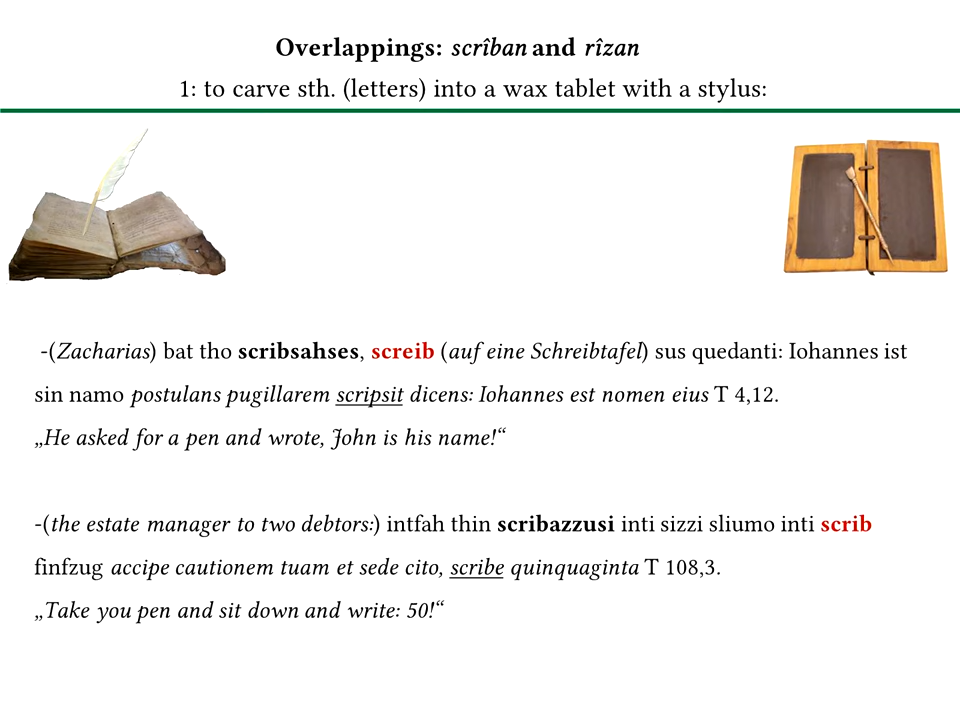 Overlappings: scrîban and rîzan
1: to carve sth. (letters) into a wax tablet with a stylus:
-(Zacharias) bat tho scribsahses, screib (auf eine Schreibtafel) sus quedanti: Iohannes ist
sin namo postulans pugillarem scripsit dicens: Iohannes est nomen eius T 4,12.
„He asked for a pen and wrote, John is his name!“
-(the estate manager to two debtors:) intfah thin scribazzusi inti sizzi sliumo inti scrib
finfzug accipe cautionem tuam et sede cito, scribe quinquaginta T 108,3.
„Take you pen and sit down and write: 50!“